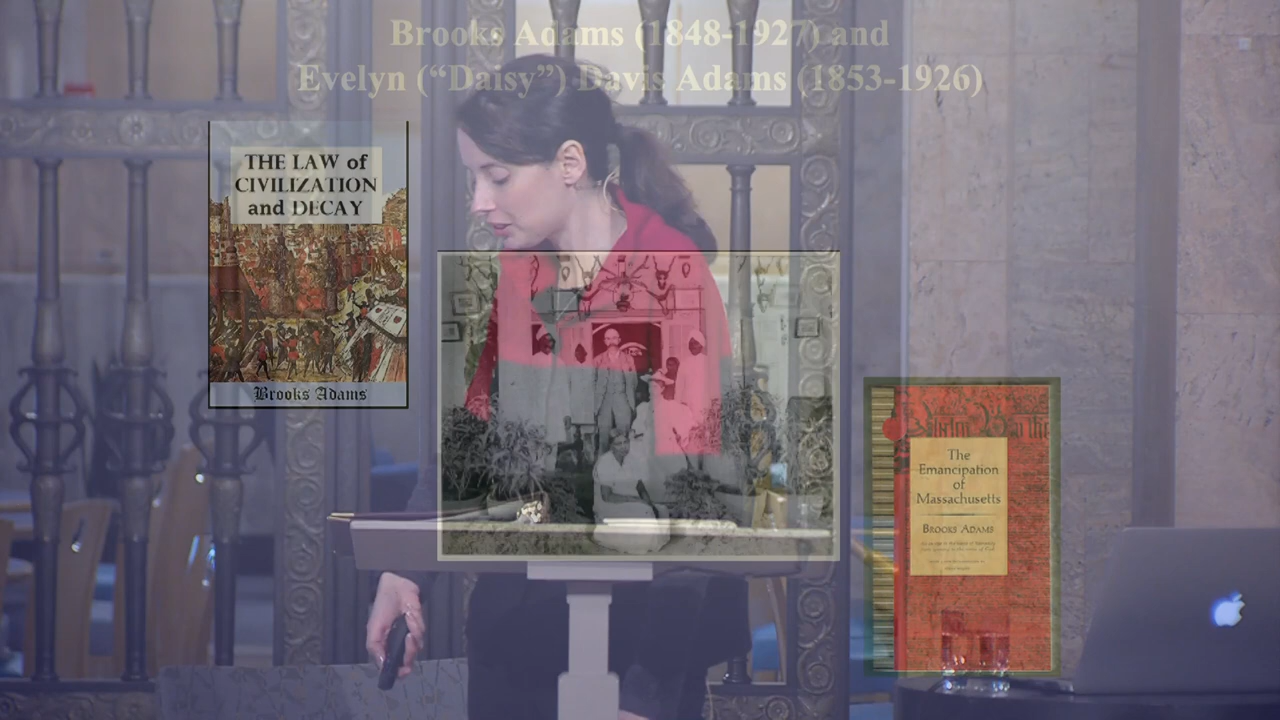 Brooks Adams (1848-1927) and
Evelyn (“Daisy”) Davis Adams (1853-1926)
THE LAW of
CIVILIZATION
and DECAY
Brooks Adams
The
Emancipation
of
Massachusetts
BROOKS ADAMS